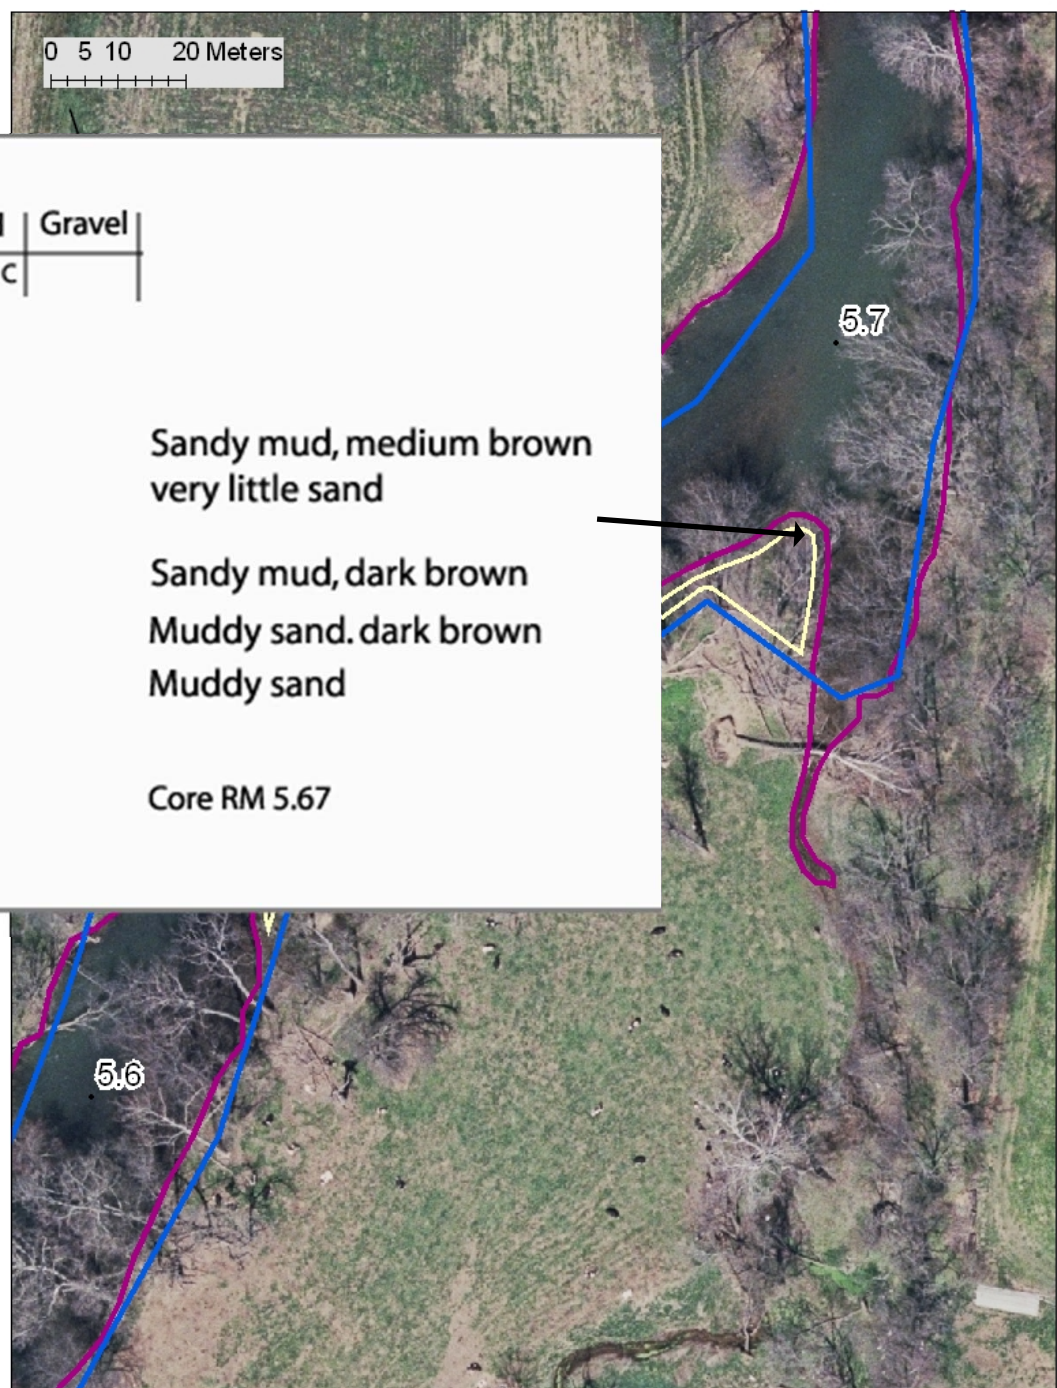 0 5 10 20 Meters
Gravel
C
5.7
Sandy mud, medium brown
very little sand
Sandy mud, dark brown
Muddy sand. dark brown
Muddy sand
Core RM 5.67
5.6